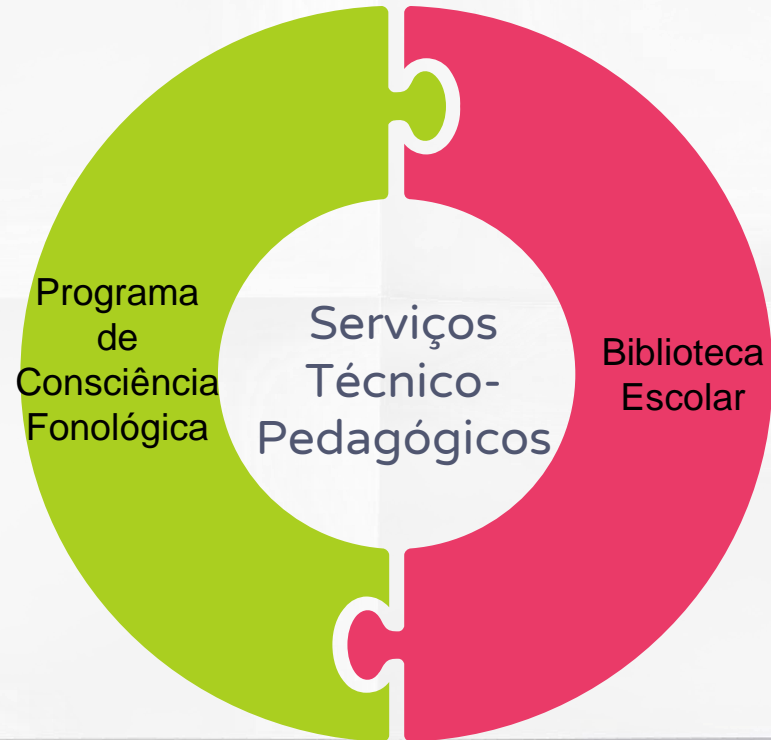 Programa
de
Consciência
Fonológica
Serviços
Técnico-
Pedagógicos
Biblioteca
Escolar